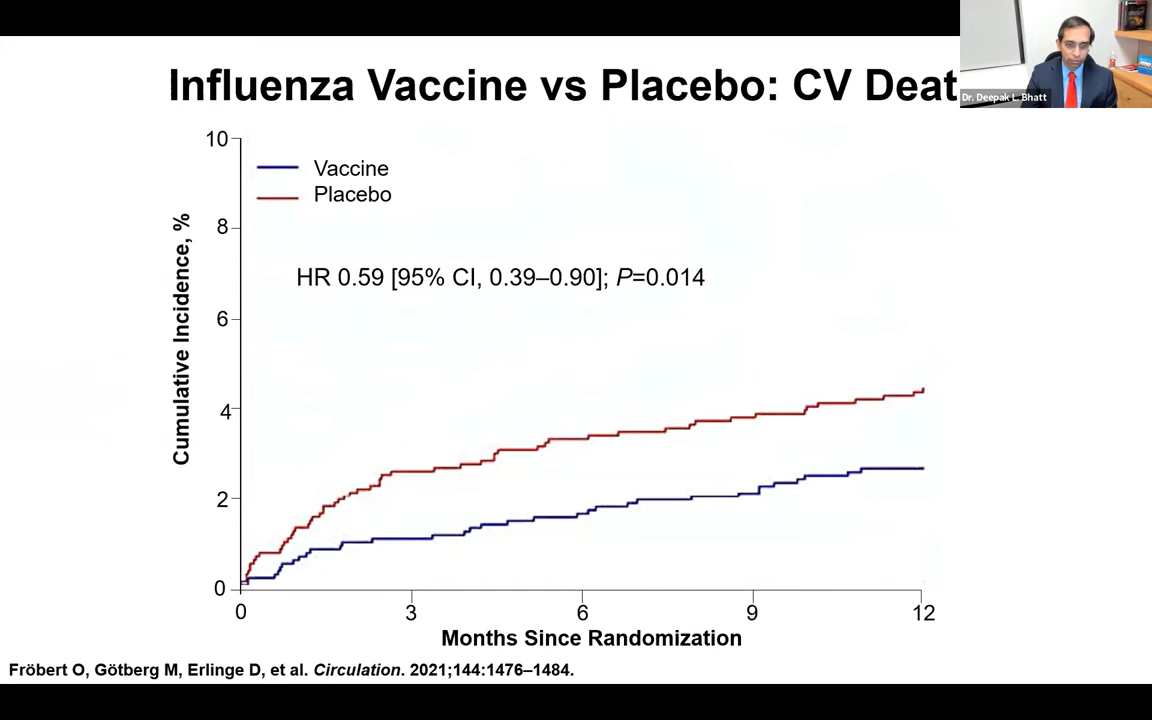 Influenza Vaccine vs Placebo: CV Deat
Dr. Deepak L. Bhatt
Vaccine
Placebo
HR 0.59 [95% CI, 0.39–0.90]; P=0.014
Cumulative Incidence, %
10
8
6
4
2
0
0 3 6 9 12
Months Since Randomization
Fröbert O, Götberg M, Erlinge D, et al. Circulation. 2021;144:1476–1484.